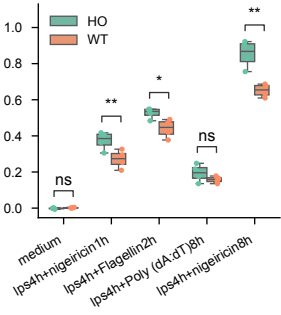 HO
WT
1.0
0.8
0.6
0.4
0.2
0.0
ns
**
*
ns
**
medium
lps4h+nigeiricin1h
lps4h+Flagellin2h
lps4h+Poly (dA:dT)8h
lps4h+nigeiricin8h